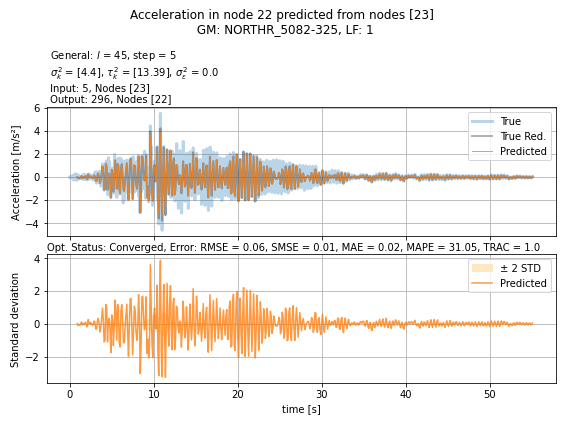 Acceleration in node 22 predicted from nodes [23]
GM: NORTHR_5082-325, LF: 1
General: l = 45, step = 5
σ²ₖ = [4.4], τ²ₖ = [13.39], σ²ε = 0.0
Input: 5, Nodes [23]
Output: 296, Nodes [22]
6
4
2
0
−2
−4
Acceleration [m/s²]
True
True Red.
Predicted
Opt. Status: Converged, Error: RMSE = 0.06, SMSE = 0.01, MAE = 0.02, MAPE = 31.05, TRAC = 1.0
4
2
0
−2
Standard deviation
± 2 STD
Predicted
0 10 20 30 40 50
time [s]